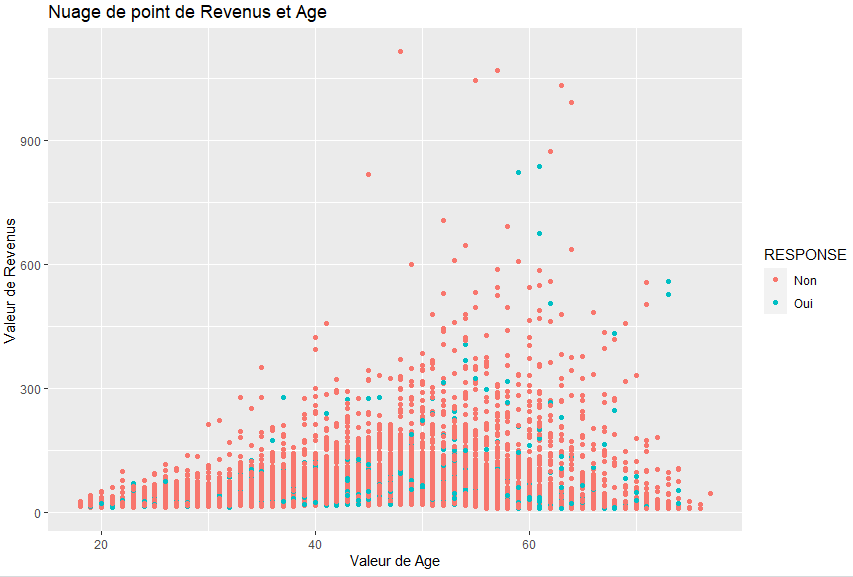 Nuage de point de Revenus et Age
Valeur de Revenus
900
600
300
0
20
40
60
Valeur de Age
RESPONSE
Non
Oui